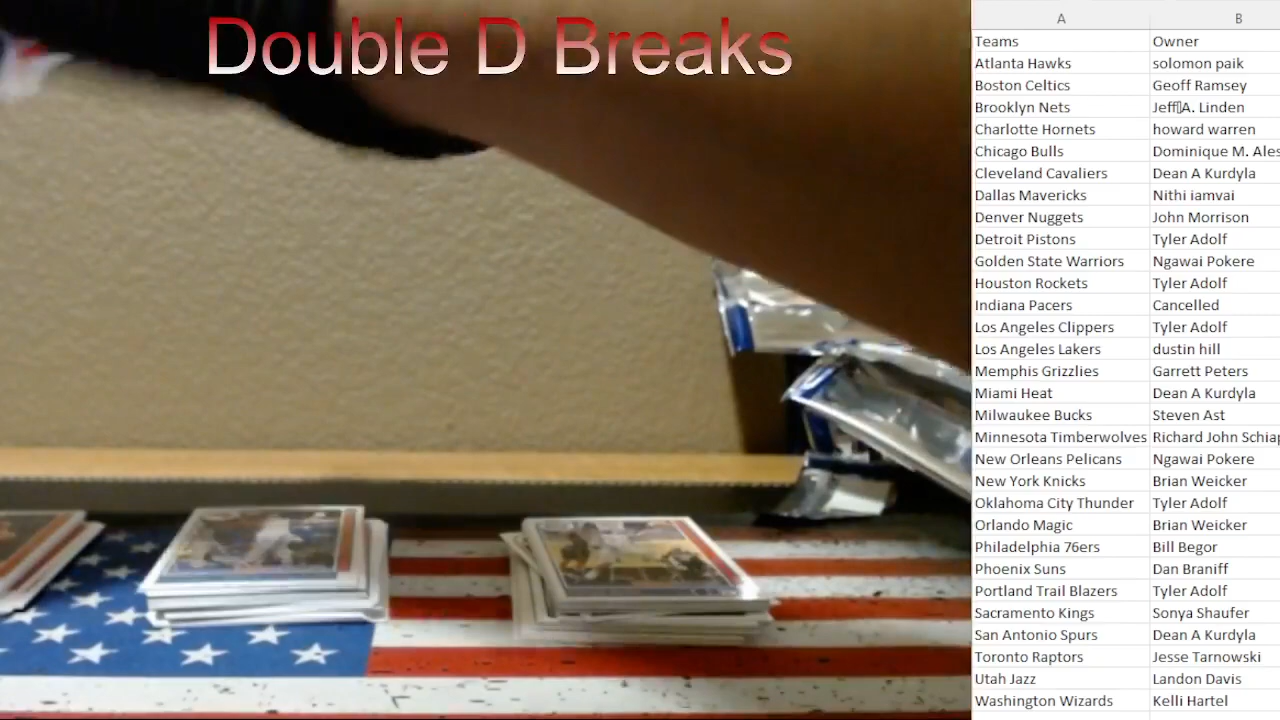 Double D Breaks
A B
Teams Owner
Atlanta Hawks solomon paik
Boston Celtics Geoff Ramsey
Brooklyn Nets Jeff A. Linden
Charlotte Hornets howard warren
Chicago Bulls Dominique M. Ales
Cleveland Cavaliers Dean A Kurdyla
Dallas Mavericks Nithi iamvai
Denver Nuggets John Morrison
Detroit Pistons Tyler Adolf
Golden State Warriors Ngawai Pokere
Houston Rockets Tyler Adolf
Indiana Pacers Cancelled
Los Angeles Clippers Tyler Adolf
Los Angeles Lakers dustin hill
Memphis Grizzlies Garrett Peters
Miami Heat Dean A Kurdyla
Milwaukee Bucks Steven Ast
Minnesota Timberwolves Richard John Schiap
New Orleans Pelicans Ngawai Pokere
New York Knicks Brian Weicker
Oklahoma City Thunder Tyler Adolf
Orlando Magic Brian Weicker
Philadelphia 76ers Bill Begor
Phoenix Suns Dan Braniff
Portland Trail Blazers Tyler Adolf
Sacramento Kings Sonya Shaufer
San Antonio Spurs Dean A Kurdyla
Toronto Raptors Jesse Tarnowski
Utah Jazz Landon Davis
Washington Wizards Kelli Hartel